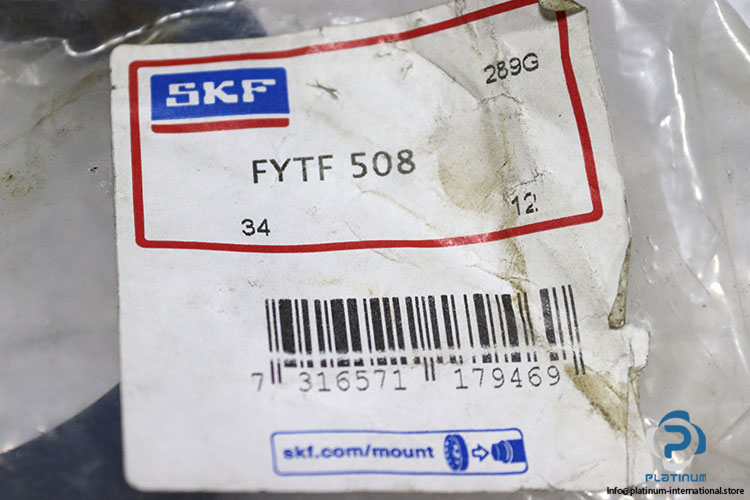 SKF
289G
FYTF 508
34
12
7 316571 179469
skf.com/mount
PLATINUM
Info@platinum-international.store